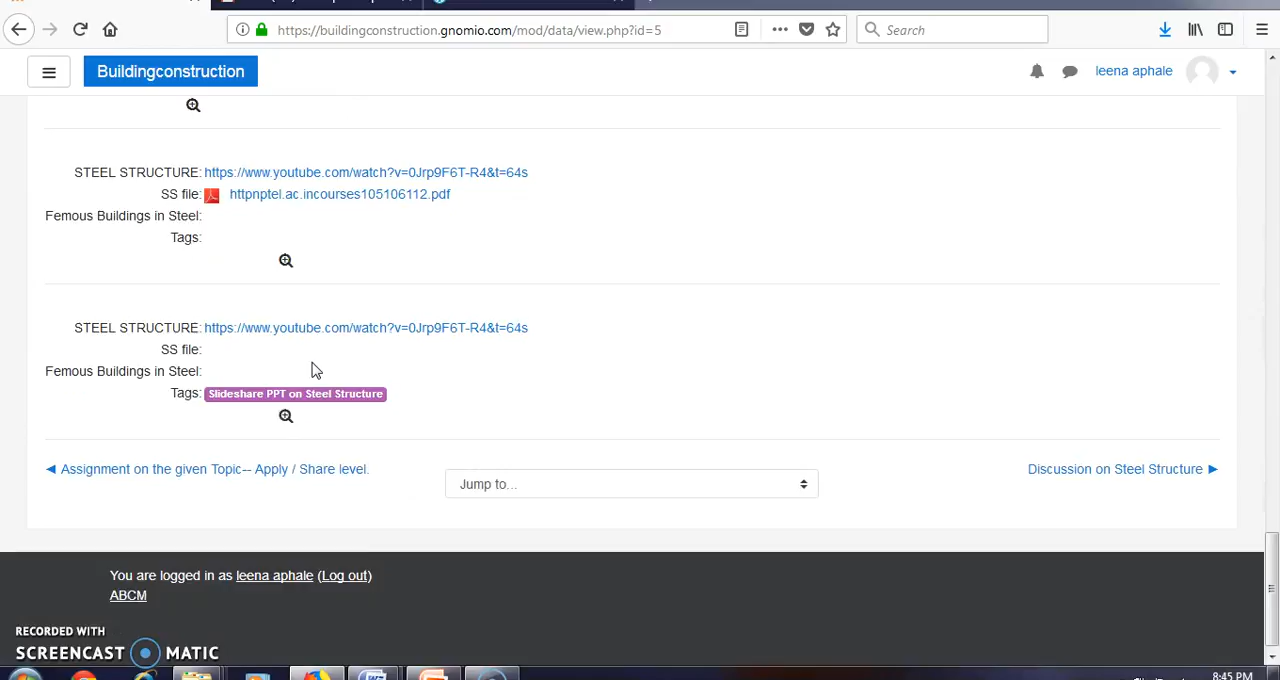 https://buildingconstruction.gnomio.com/mod/data/view.php?id=5
Search
Buildingconstruction
leena aphale
STEEL STRUCTURE: https://www.youtube.com/watch?v=0Jrp9F6T-R4&t=64s
SS file: httpnptel.ac.incourses105106112.pdf
Femous Buildings in Steel:
Tags:
STEEL STRUCTURE: https://www.youtube.com/watch?v=0Jrp9F6T-R4&t=64s
SS file:
Femous Buildings in Steel:
Tags: Slideshare PPT on Steel Structure
◄ Assignment on the given Topic-- Apply / Share level.
Jump to...
Discussion on Steel Structure ►
You are logged in as leena aphale (Log out)
ABCM
RECORDED WITH
SCREENCAST MATIC
8:45 PM